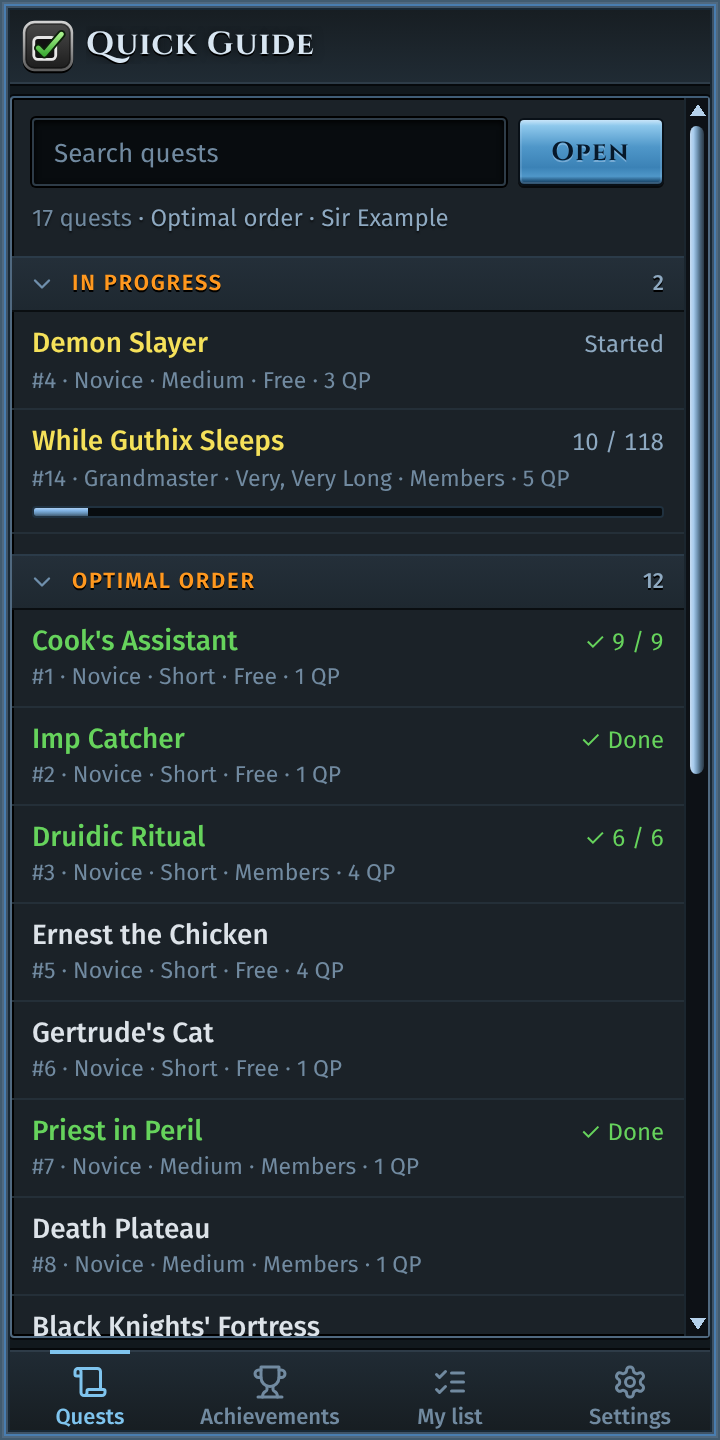 Quick Guide
Search quests
Open
17 quests · Optimal order · Sir Example
IN PROGRESS 2
Demon Slayer Started
#4 · Novice · Medium · Free · 3 QP
While Guthix Sleeps 10 / 118
#14 · Grandmaster · Very, Very Long · Members · 5 QP
OPTIMAL ORDER 12
Cook's Assistant ✓ 9 / 9
#1 · Novice · Short · Free · 1 QP
Imp Catcher ✓ Done
#2 · Novice · Short · Free · 1 QP
Druidic Ritual ✓ 6 / 6
#3 · Novice · Short · Members · 4 QP
Ernest the Chicken
#5 · Novice · Short · Free · 4 QP
Gertrude's Cat
#6 · Novice · Short · Free · 1 QP
Priest in Peril ✓ Done
#7 · Novice · Medium · Members · 1 QP
Death Plateau
#8 · Novice · Medium · Members · 1 QP
Black Knights' Fortress
Quests Achievements My list Settings